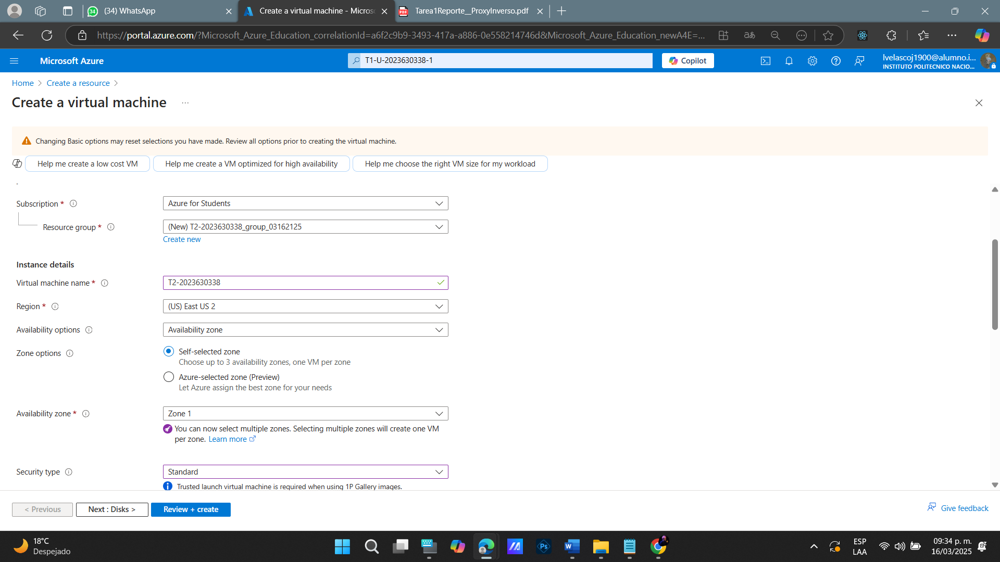 (34) WhatsApp
Create a virtual machine - Micros
Tarea1Reporte__ProxyInverso.pdf
https://portal.azure.com/?Microsoft_Azure_Education_correlationId=a6f2c9b9-3493-417a-a886-0e558214746d&Microsoft_Azure_Education_newA4E=...
Microsoft Azure
T1-U-2023630338-1
Copilot
lvelascoj1900@alumno.i...
INSTITUTO POLITECNICO NACIO...
Home > Create a resource >
Create a virtual machine ...
Changing Basic options may reset selections you have made. Review all options prior to creating the virtual machine.
Help me create a low cost VM
Help me create a VM optimized for high availability
Help me choose the right VM size for my workload
Subscription *
Azure for Students
Resource group *
(New) T2-2023630338_group_03162125
Create new
Instance details
Virtual machine name *
T2-2023630338
Region *
(US) East US 2
Availability options
Availability zone
Zone options
Self-selected zone
Choose up to 3 availability zones, one VM per zone
Azure-selected zone (Preview)
Let Azure assign the best zone for your needs
Availability zone *
Zone 1
You can now select multiple zones. Selecting multiple zones will create one VM
per zone. Learn more
Security type
Standard
Trusted launch virtual machine is required when using 1P Gallery images.
< Previous
Next : Disks >
Review + create
Give feedback
18°C
Despejado
ESP
LAA
09:34 p. m.
16/03/2025